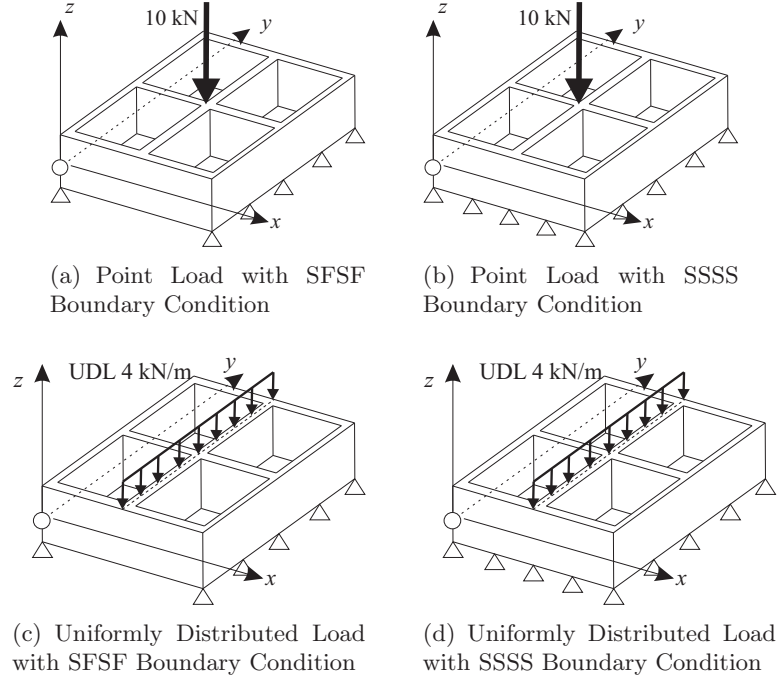 z
10 kN
y
x
(a) Point Load with SFSF
Boundary Condition
z
10 kN
y
x
(b) Point Load with SSSS
Boundary Condition
z
UDL 4 kN/m
y
x
(c) Uniformly Distributed Load
with SFSF Boundary Condition
z
UDL 4 kN/m
y
x
(d) Uniformly Distributed Load
with SSSS Boundary Condition